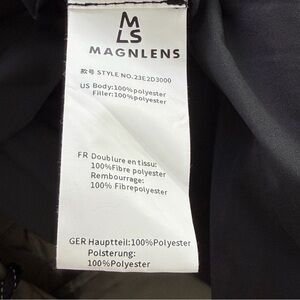 M
LS
MAGNLENS
款号 STYLE NO.23E2D3000
US Body:100%polyester
Filler:100%polyester
FR Doublure en tissu:
100%Fibre polyester
Rembourrage:
100% Fibrepolyester
GER Hauptteil:100%Polyester
Polsterung:
100%Polyester